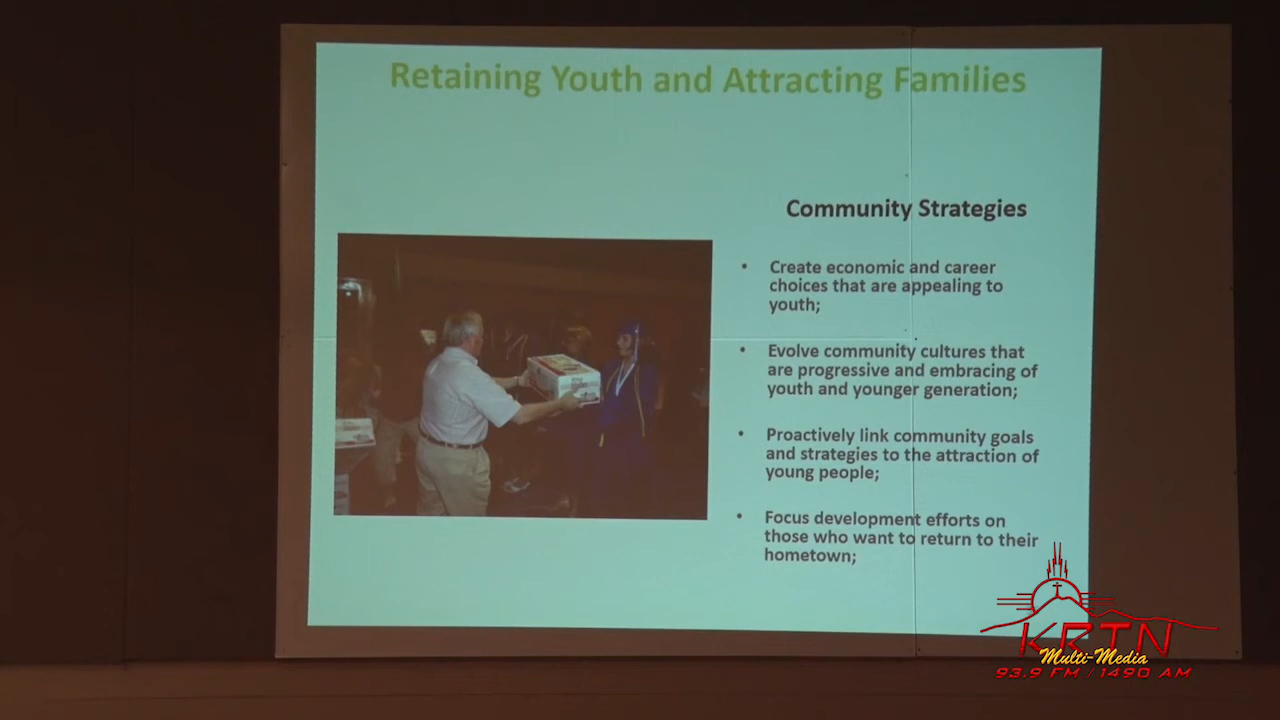 Retaining Youth and Attracting Families
Community Strategies
• Create economic and career
choices that are appealing to
youth;
• Evolve community cultures that
are progressive and embracing of
youth and younger generation;
• Proactively link community goals
and strategies to the attraction of
young people;
• Focus development efforts on
those who want to return to their
hometown;
KRTN
Multi-Media
93.9 FM / 1490 AM